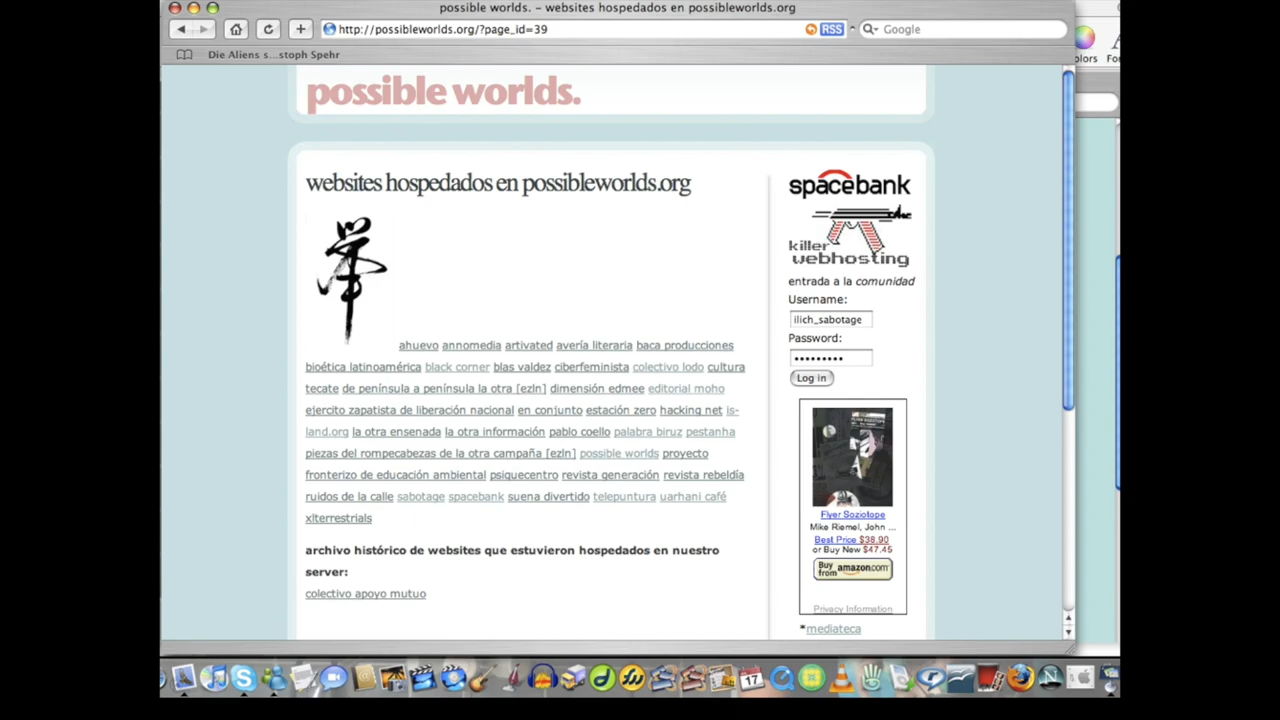 possible worlds. – websites hospedados en possibleworlds.org
http://possibleworlds.org/?page_id=39
RSS
Google
Die Aliens s...stoph Spehr
possible worlds.
websites hospedados en possibleworlds.org
ahuevo annomedia artivated avería literaria baca producciones
bioética latinoamérica black corner blas valdez ciberfeminista colectivo lodo cultura
tecate de península a península la otra [ezln] dimensión edmee editorial moho
ejercito zapatista de liberación nacional en conjunto estación zero hacking net is-
land.org la otra ensenada la otra información pablo coello palabra biruz pestanha
piezas del rompecabezas de la otra campaña [ezln] possible worlds proyecto
fronterizo de educación ambiental psiquecentro revista generación revista rebeldía
ruidos de la calle sabotage spacebank suena divertido telepuntura uarhani café
xlterrestrials
archivo histórico de websites que estuvieron hospedados en nuestro
server:
colectivo apoyo mutuo
spacebank
killer
webhosting
entrada a la comunidad
Username:
ilich_sabotage
Password:
Log in
Flyer Soziotope
Mike Riemel, John ...
Best Price $38.90
or Buy New $47.45
Buy
from amazon.com
Privacy Information
*mediateca
olors
17